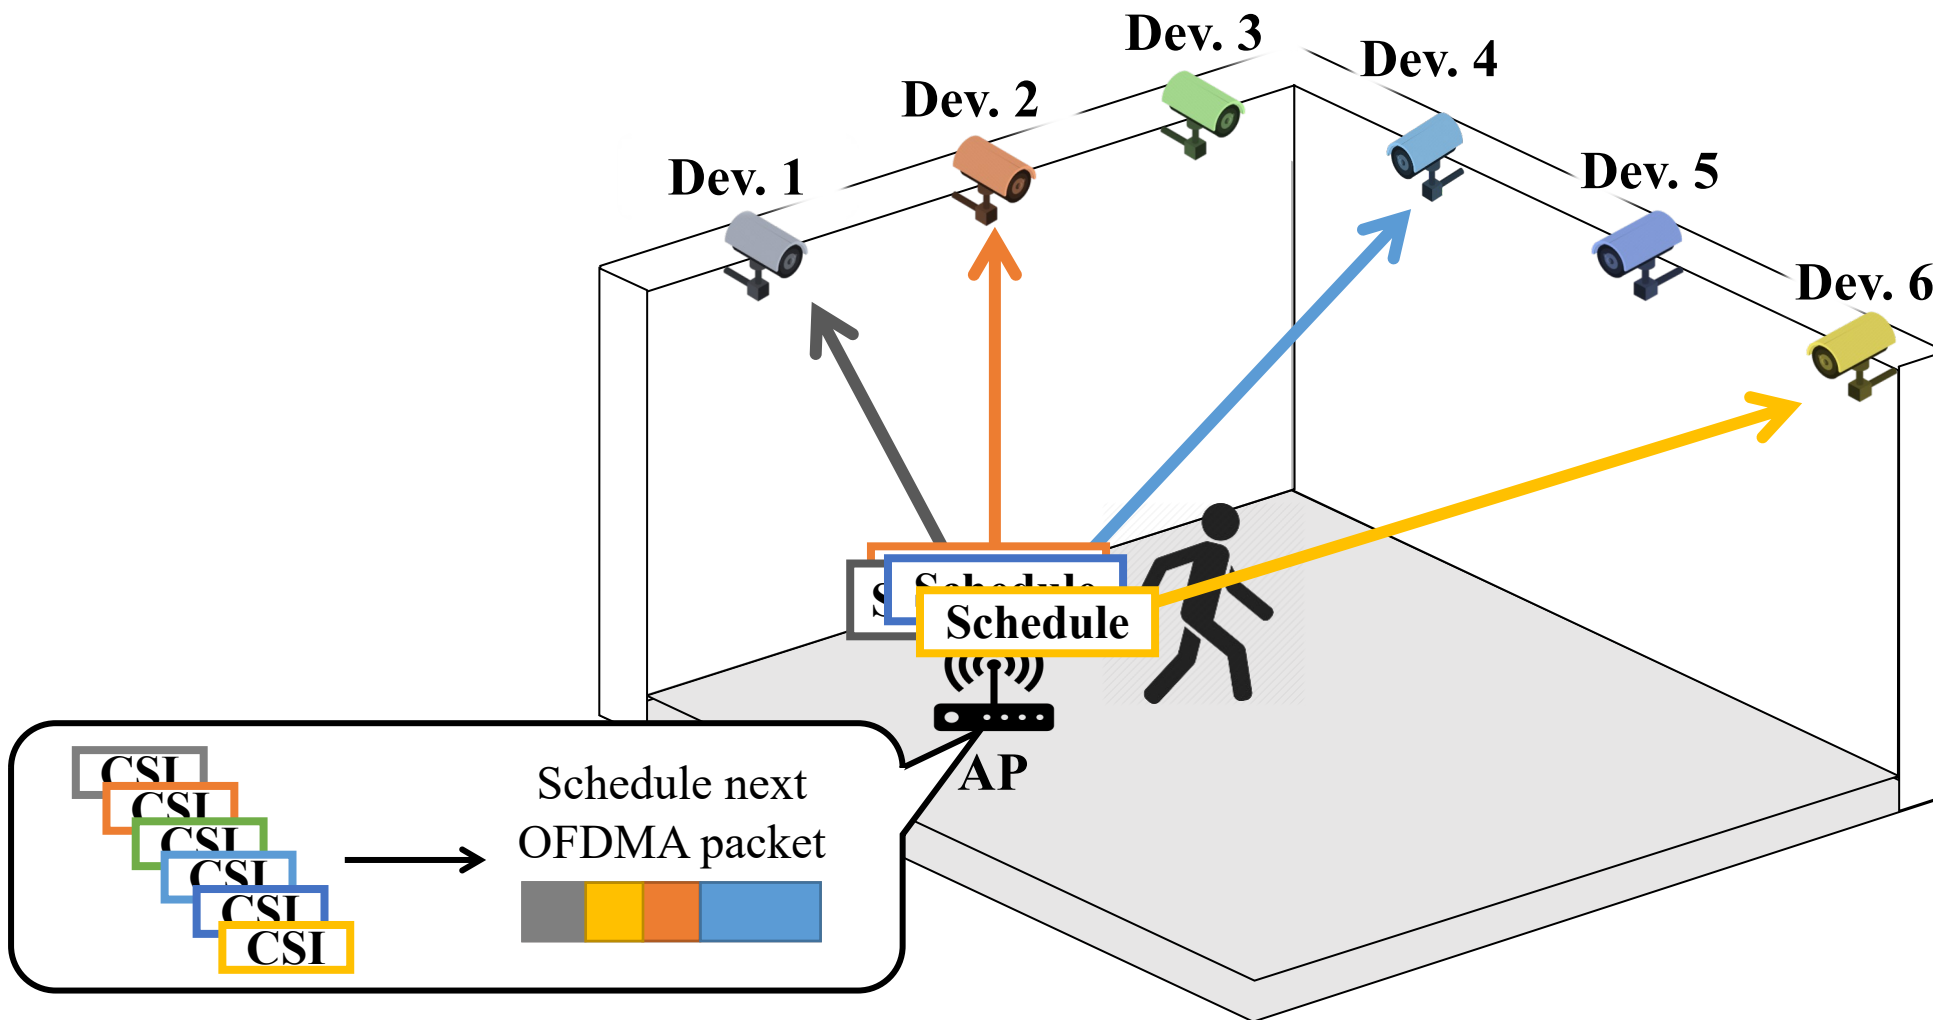 Dev. 3
Dev. 4
Dev. 2
Dev. 5
Dev. 1
Dev. 6
S
Schedule
Schedule
AP
CSI
CSI
CSI
CSI
CSI
CSI
Schedule next
OFDMA packet